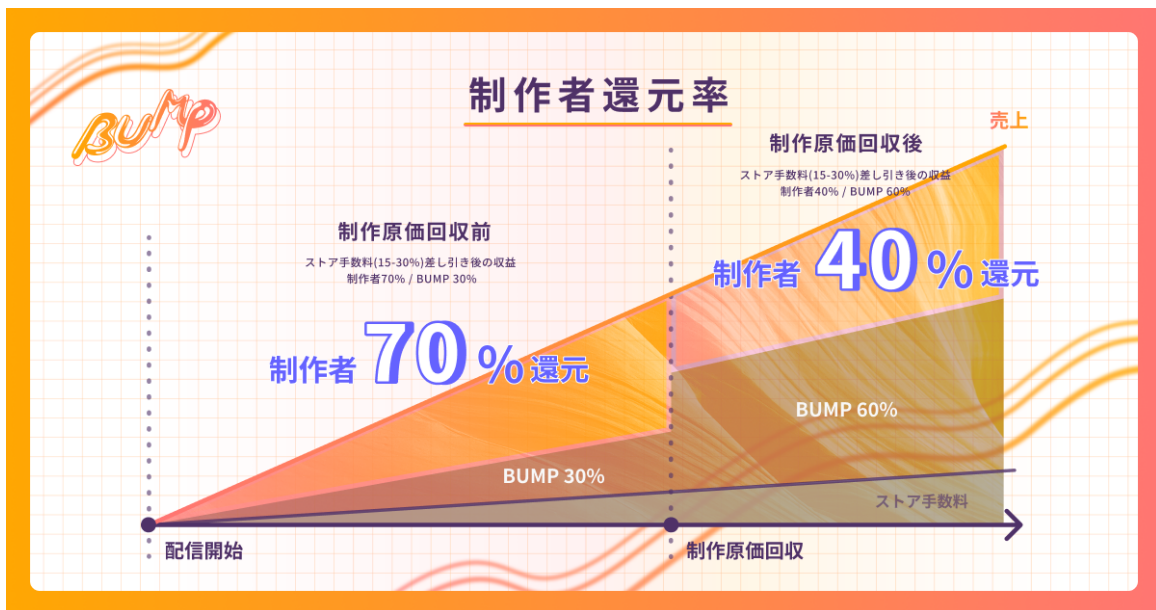 BUMP
制作者還元率
売上
制作原価回収後
ストア手数料(15-30%)差し引き後の収益
制作者40% / BUMP 60%
制作者 40% 還元
制作原価回収前
ストア手数料(15-30%)差し引き後の収益
制作者70% / BUMP 30%
制作者 70% 還元
BUMP 60%
BUMP 30%
ストア手数料
配信開始
制作原価回収